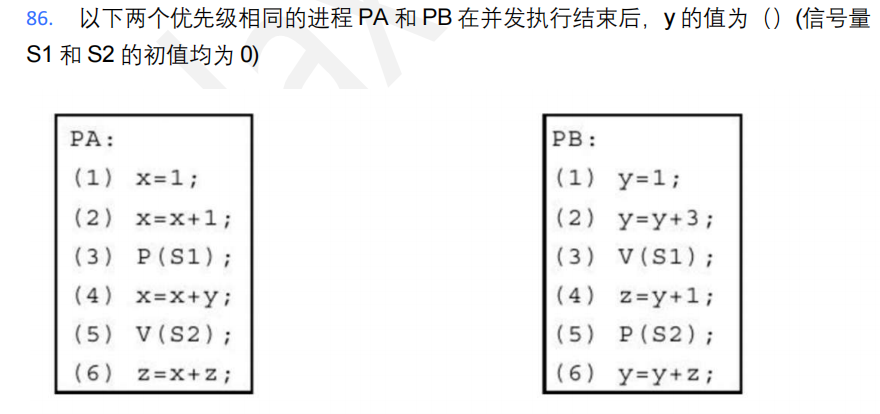 86. 以下两个优先级相同的进程 PA 和 PB 在并发执行结束后，y 的值为（）(信号量
S1 和 S2 的初值均为 0)
PA:
(1) x=1;
(2) x=x+1;
(3) P(S1);
(4) x=x+y;
(5) V(S2);
(6) z=x+z;
PB:
(1) y=1;
(2) y=y+3;
(3) V(S1);
(4) z=y+1;
(5) P(S2);
(6) y=y+z;